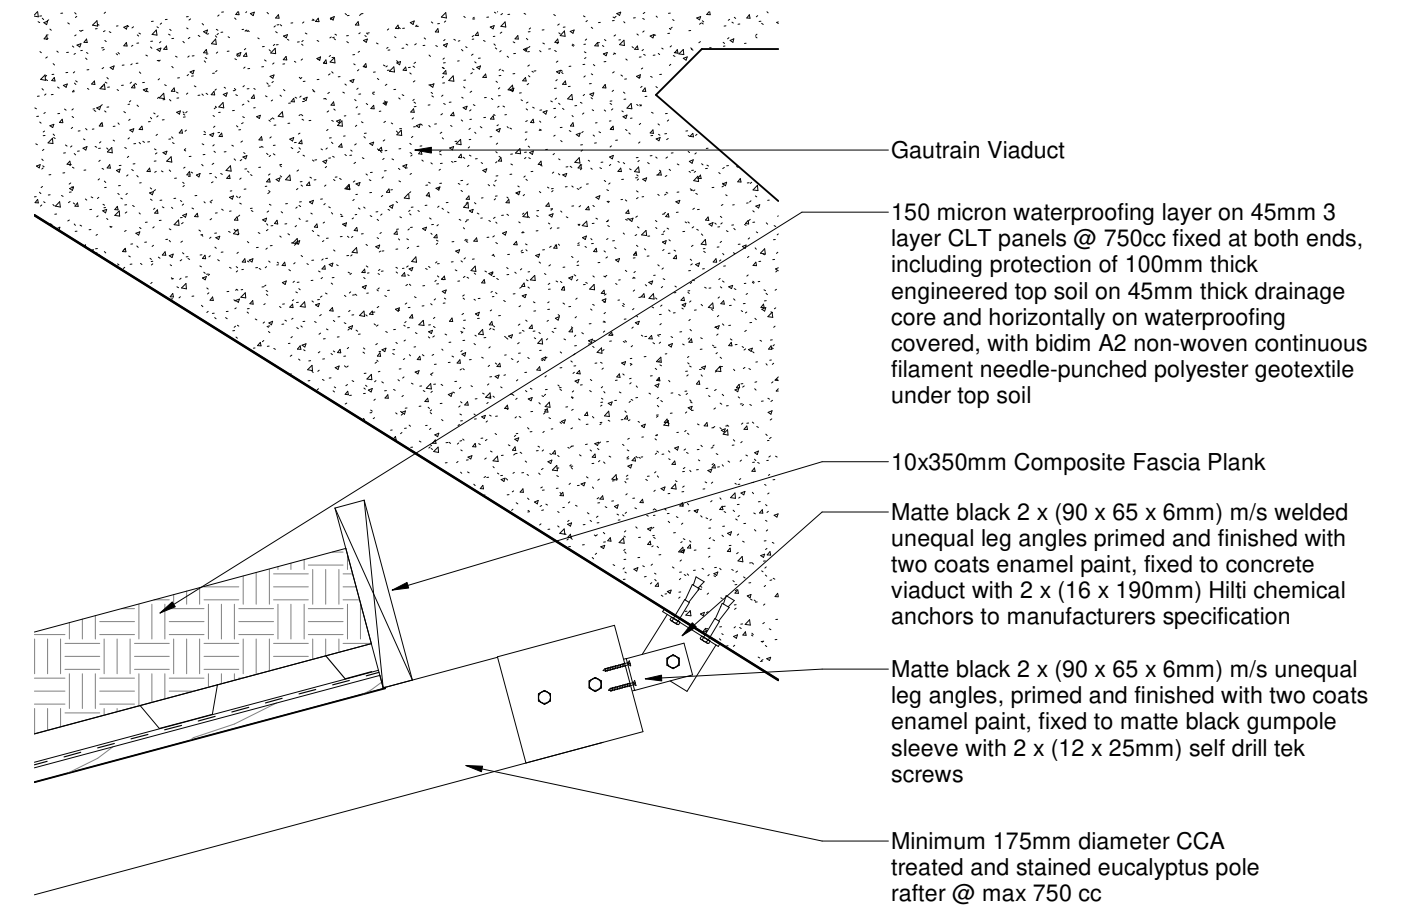 Gautrain Viaduct
150 micron waterproofing layer on 45mm 3
layer CLT panels @ 750cc fixed at both ends,
including protection of 100mm thick
engineered top soil on 45mm thick drainage
core and horizontally on waterproofing
covered, with bidim A2 non-woven continuous
filament needle-punched polyester geotextile
under top soil
10x350mm Composite Fascia Plank
Matte black 2 x (90 x 65 x 6mm) m/s welded
unequal leg angles primed and finished with
two coats enamel paint, fixed to concrete
viaduct with 2 x (16 x 190mm) Hilti chemical
anchors to manufacturers specification
Matte black 2 x (90 x 65 x 6mm) m/s unequal
leg angles, primed and finished with two coats
enamel paint, fixed to matte black gumpole
sleeve with 2 x (12 x 25mm) self drill tek
screws
Minimum 175mm diameter CCA
treated and stained eucalyptus pole
rafter @ max 750 cc